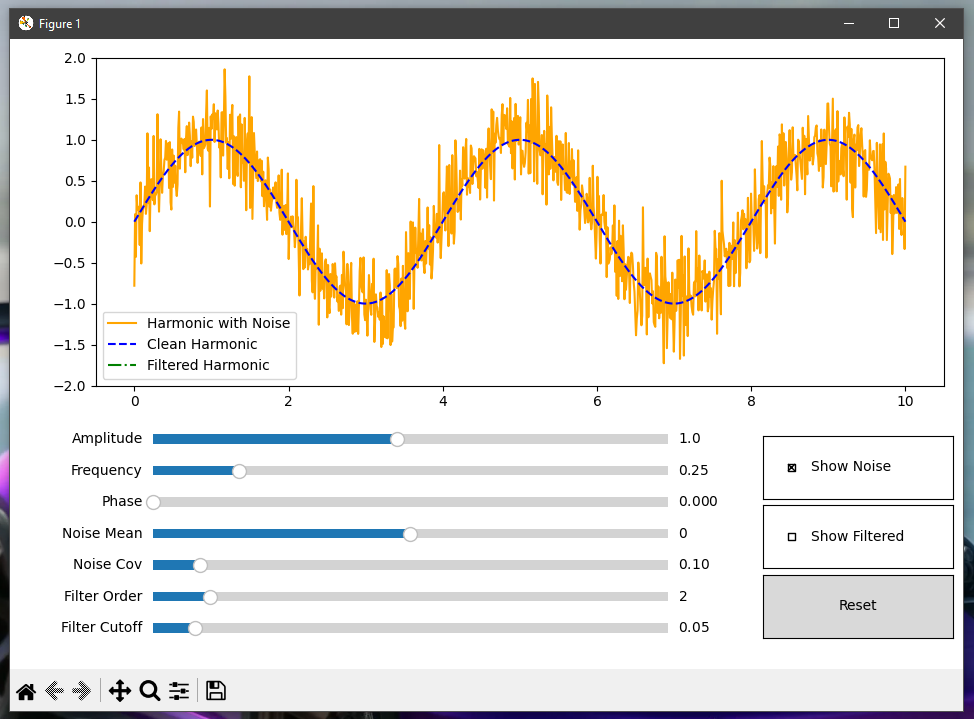 Figure 1
2.0
1.5
1.0
0.5
0.0
−0.5
−1.0
−1.5
−2.0
Harmonic with Noise
Clean Harmonic
Filtered Harmonic
0 2 4 6 8 10
Amplitude 1.0
Frequency 0.25
Phase 0.000
Noise Mean 0
Noise Cov 0.10
Filter Order 2
Filter Cutoff 0.05
Show Noise
Show Filtered
Reset